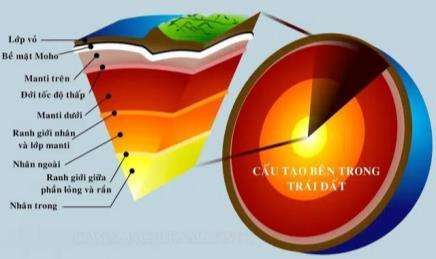 Lớp vỏ
Bề mặt Moho
Manti trên
Đới tốc độ thấp
Manti dưới
Ranh giới nhân
và lớp manti
Nhân ngoài
Ranh giới giữa
phần lỏng và rắn
Nhân trong
CẤU TẠO BÊN TRONG
TRÁI ĐẤT